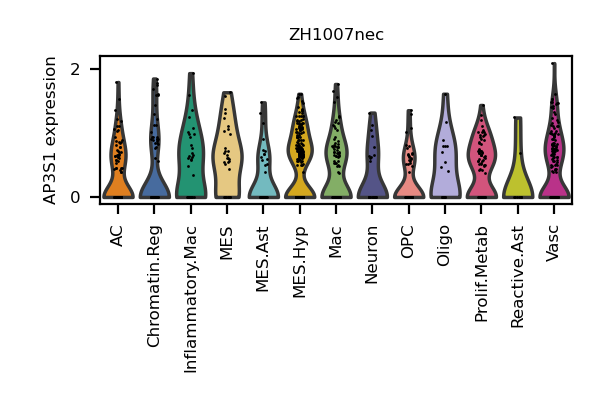 ZH1007nec
AP3S1 expression
2
0
AC
Chromatin.Reg
Inflammatory.Mac
MES
MES.Ast
MES.Hyp
Mac
Neuron
OPC
Oligo
Prolif.Metab
Reactive.Ast
Vasc